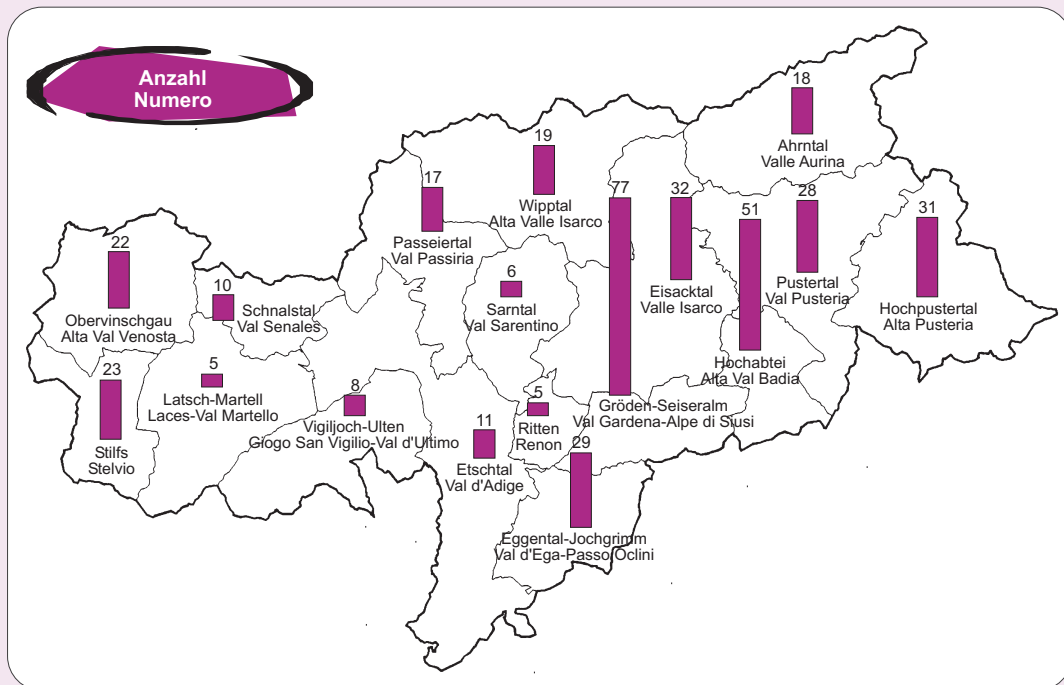 Anzahl
Numero
18
Ahrntal
Valle Aurina
19
Wipptal
Alta Valle Isarco
17
Passeiertal
Val Passiria
77
Gröden-Seiseralm
Val Gardena-Alpe di Siusi
32
Eisacktal
Valle Isarco
51
Hochabtei
Alta Val Badia
28
Pustertal
Val Pusteria
31
Hochpustertal
Alta Pusteria
22
Obervinschgau
Alta Val Venosta
10
Schnalstal
Val Senales
6
Sarntal
Val Sarentino
23
Stilfs
Stelvio
5
Latsch-Martell
Laces-Val Martello
8
Vigiljoch-Ulten
Giogo San Vigilio-Val d'Ultimo
11
Etschtal
Val d'Adige
5
Ritten
Renon
29
Eggental-Jochgrimm
Val d'Ega-Passo Oclini